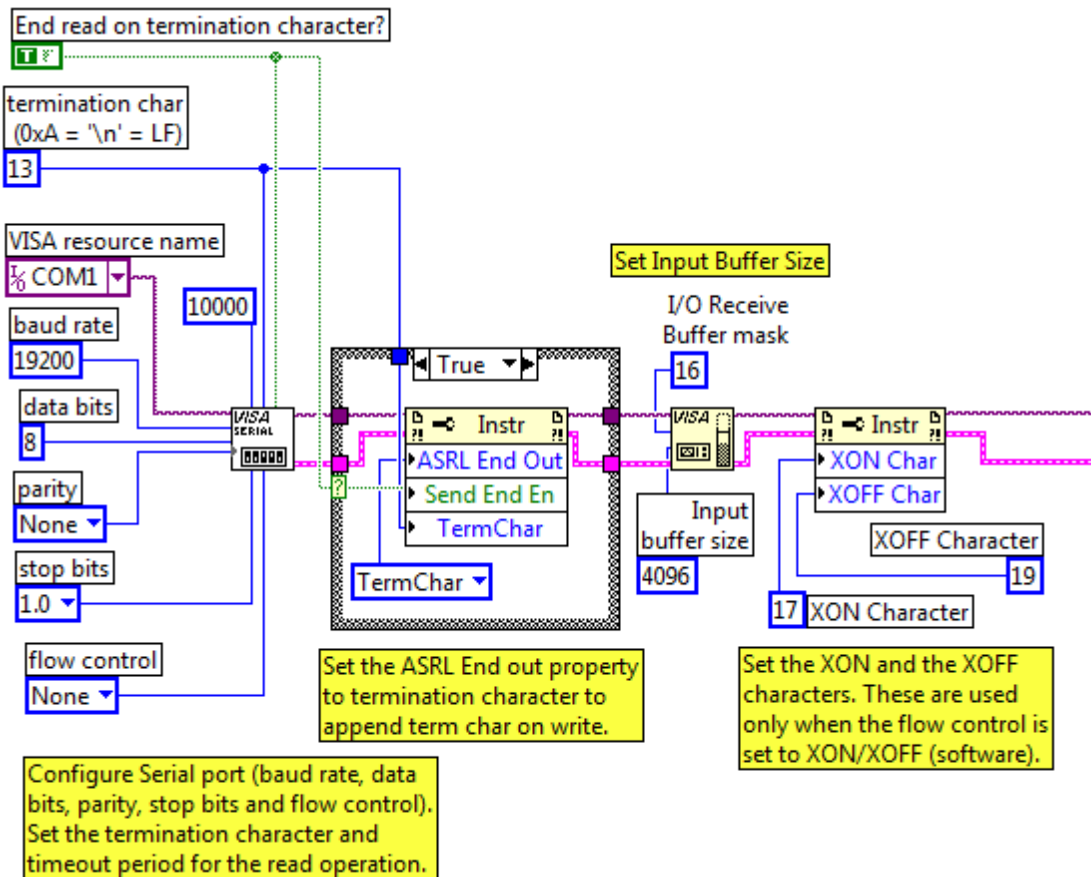 End read on termination character?
T
termination char
(0xA = '\n' = LF)
13
VISA resource name
I/O COM1
10000
baud rate
19200
data bits
8
parity
None
stop bits
1.0
flow control
None
VISA
SERIAL
True
Instr
ASRL End Out
Send End En
TermChar
?
TermChar
Set Input Buffer Size
I/O Receive
Buffer mask
16
VISA
Input
buffer size
4096
Instr
XON Char
XOFF Char
XOFF Character
19
17
XON Character
Set the ASRL End out property
to termination character to
append term char on write.
Set the XON and the XOFF
characters. These are used
only when the flow control is
set to XON/XOFF (software).
Configure Serial port (baud rate, data
bits, parity, stop bits and flow control).
Set the termination character and
timeout period for the read operation.